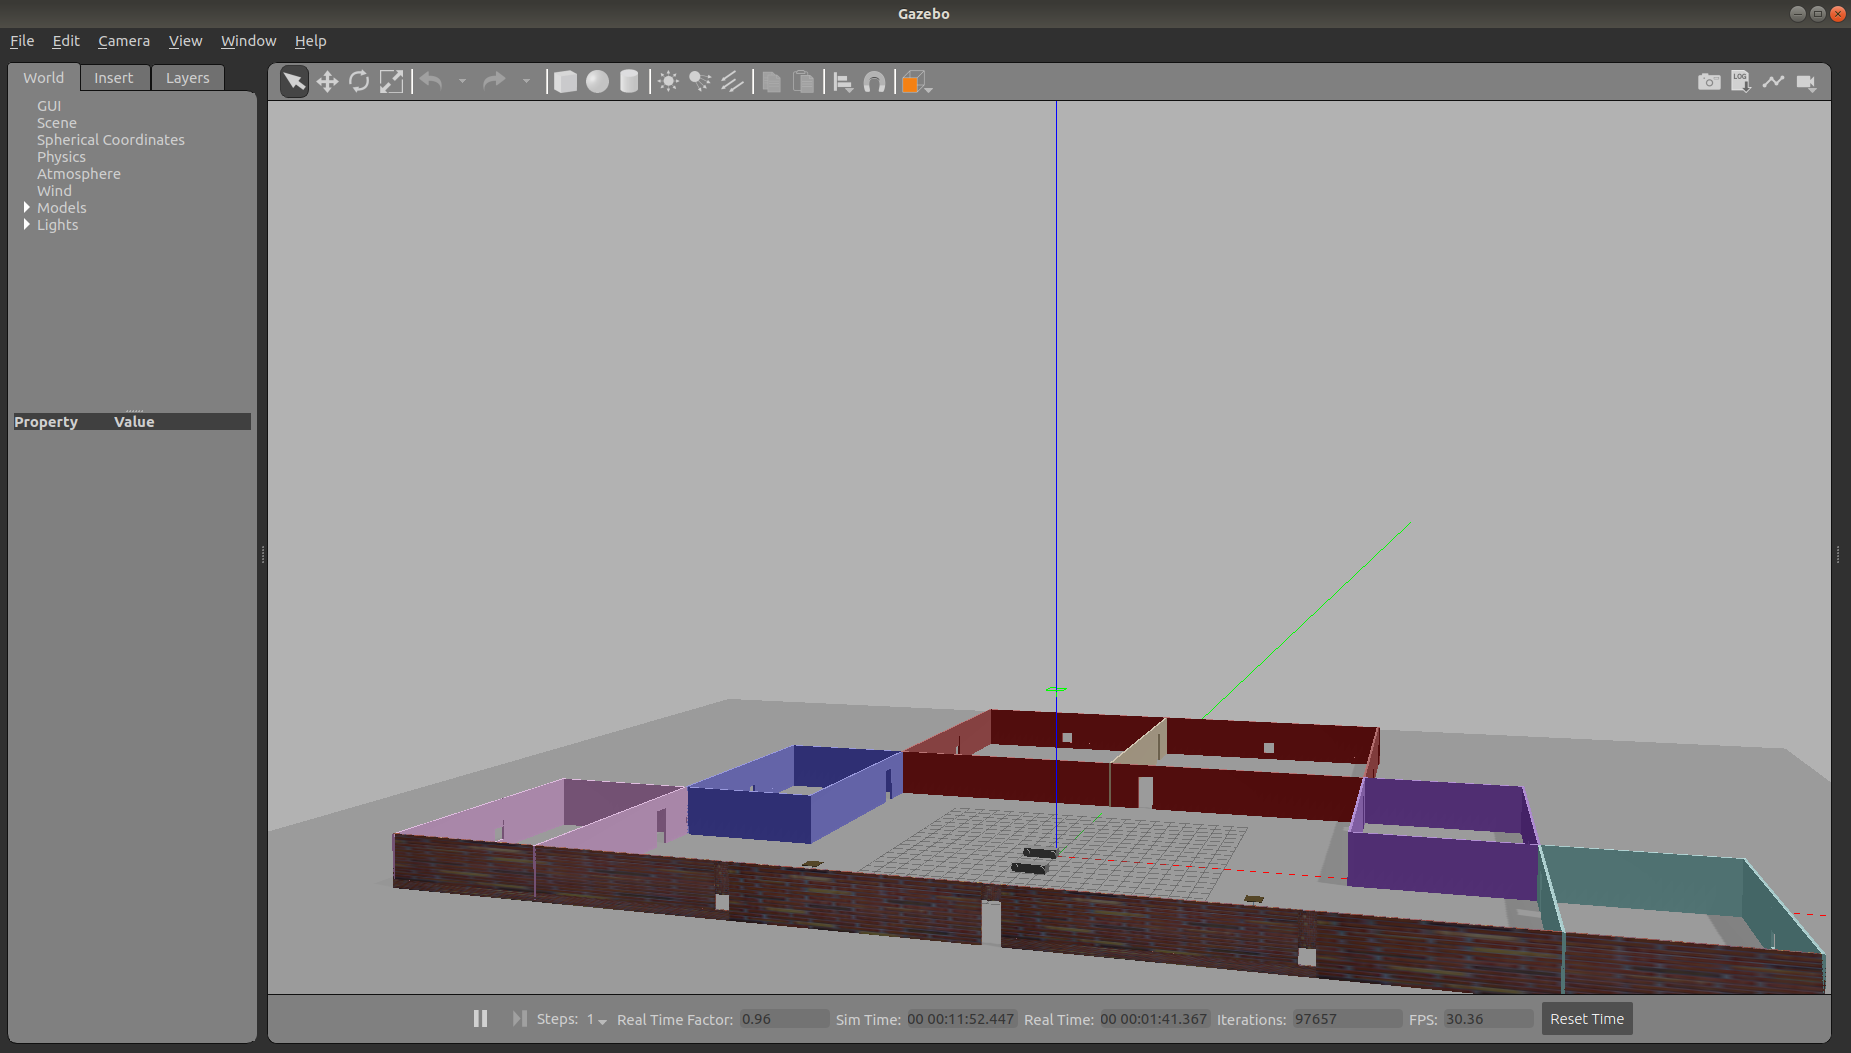 Gazebo
File Edit Camera View Window Help
World Insert Layers
GUI
Scene
Spherical Coordinates
Physics
Atmosphere
Wind
Models
Lights
Property Value
LOG
Steps: 1 Real Time Factor: 0.96 Sim Time: 00 00:11:52.447 Real Time: 00 00:01:41.367 Iterations: 97657 FPS: 30.36 Reset Time